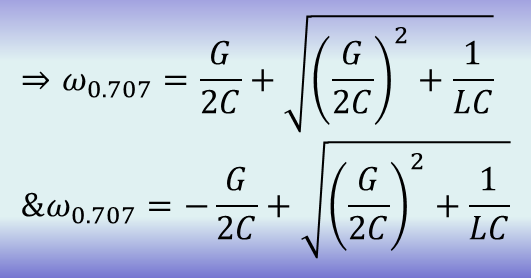 ⇒ ω₀.₇₀₇ = G/2C + √((G/2C)² + 1/LC)
&ω₀.₇₀₇ = − G/2C + √((G/2C)² + 1/LC)